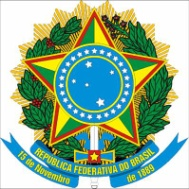 REPÚBLICA FEDERATIVA DO BRASIL
15 de Novembro de 1889